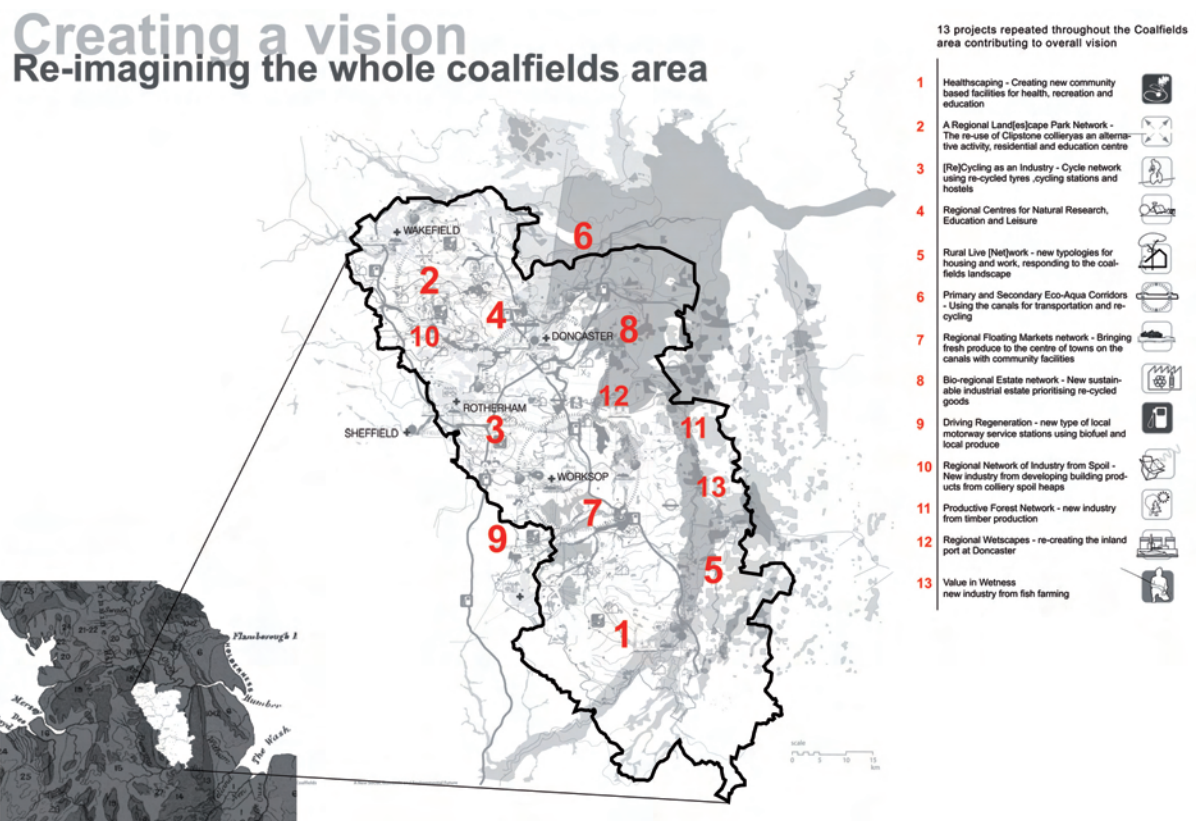 Creating a vision
Re-imagining the whole coalfields area
13 projects repeated throughout the Coalfields
area contributing to overall vision
1
Healthscaping - Creating new community
based facilities for health, recreation and
education
2
A Regional Land[es]cape Park Network -
The re-use of Clipstone collieryas an alterna-
tive activity, residential and education centre
3
[Re]Cycling as an Industry - Cycle network
using re-cycled tyres ,cycling stations and
hostels
4
Regional Centres for Natural Research,
Education and Leisure
5
Rural Live [Net]work - new typologies for
housing and work, responding to the coal-
fields landscape
6
Primary and Secondary Eco-Aqua Corridors
- Using the canals for transportation and re-
cycling
7
Regional Floating Markets network - Bringing
fresh produce to the centre of towns on the
canals with community facilities
8
Bio-regional Estate network - New sustain-
able industrial estate prioritising re-cycled
goods
9
Driving Regeneration - new type of local
motorway service stations using biofuel and
local produce
10
Regional Network of Industry from Spoil -
New industry from developing building prod-
ucts from colliery spoil heaps
11
Productive Forest Network - new industry
from timber production
12
Regional Wetscapes - re-creating the inland
port at Doncaster
13
Value in Wetness
new industry from fish farming
WAKEFIELD
6
2
4
10
DONCASTER
8
12
ROTHERHAM
3
SHEFFIELD
11
WORKSOP
13
7
9
5
1
Flamborough
HOLDERNESS
Humber
The Wash
scale
0 5 10 15
km